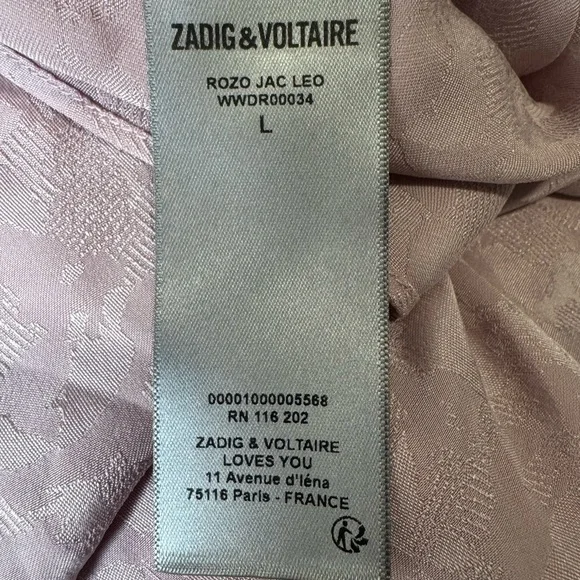 ZADIG&VOLTAIRE
ROZO JAC LEO
WWDR00034
L
00001000005568
RN 116 202
ZADIG & VOLTAIRE
LOVES YOU
11 Avenue d'Iéna
75116 Paris - FRANCE